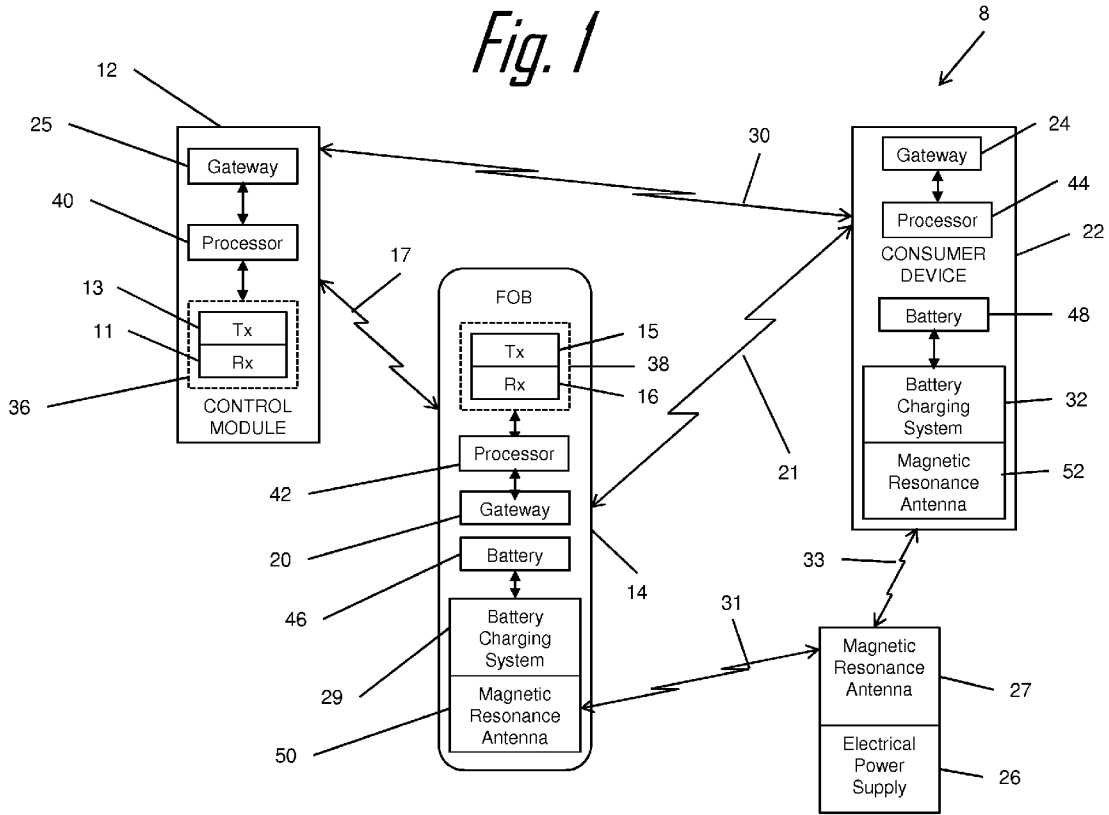 Fig. 1
8
12
25
Gateway
40
Processor
13
Tx
11
Rx
36
CONTROL
MODULE
30
17
24
Gateway
44
Processor
22
CONSUMER
DEVICE
Battery
48
Battery
Charging
System
32
Magnetic
Resonance
Antenna
52
FOB
15
Tx
38
Rx
16
Processor
42
Gateway
20
Battery
46
14
21
Battery
Charging
System
29
Magnetic
Resonance
Antenna
50
31
33
Magnetic
Resonance
Antenna
27
Electrical
Power
Supply
26